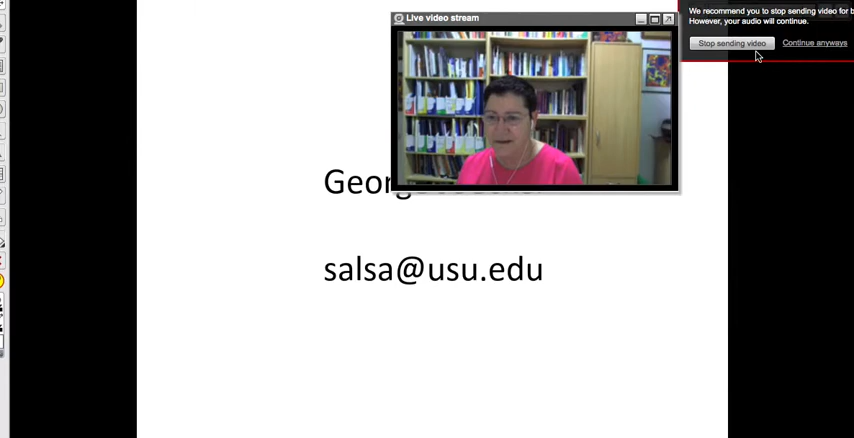 We recommend you to stop sending video for b
However, your audio will continue.
Live video stream
Stop sending video
Continue anyways
Georg
salsa@usu.edu